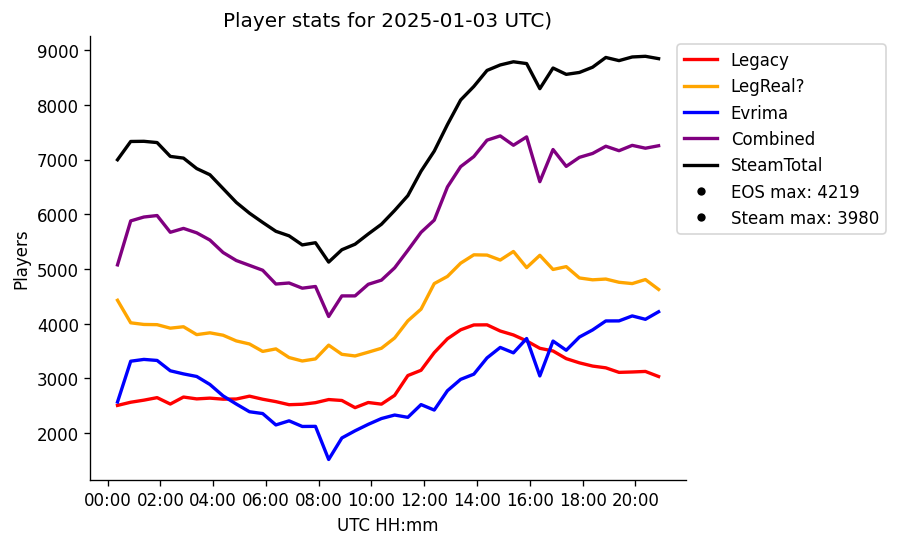 Player stats for 2025-01-03 UTC)
9000
8000
7000
6000
5000
4000
3000
2000
Players
00:00 02:00 04:00 06:00 08:00 10:00 12:00 14:00 16:00 18:00 20:00
UTC HH:mm
Legacy
LegReal?
Evrima
Combined
SteamTotal
EOS max: 4219
Steam max: 3980